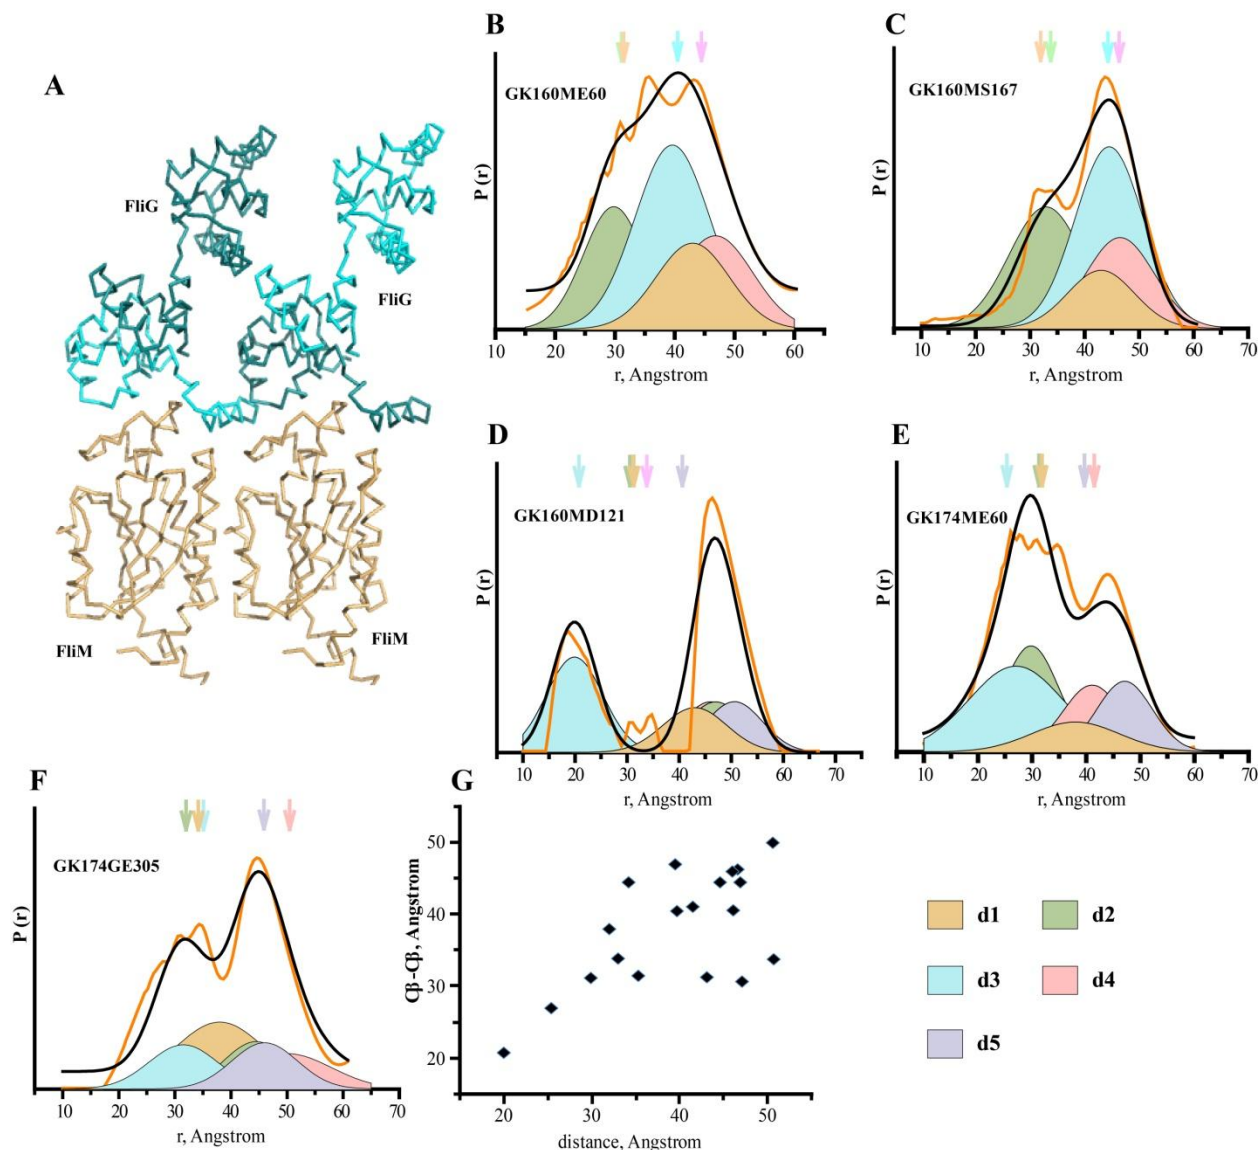 A
FliG
FliG
FliM
FliM
B
GK160ME60
P (r)
10 20 30 40 50 60
r, Angstrom
C
GK160MS167
P (r)
10 20 30 40 50 60 70
r, Angstrom
D
GK160MD121
P (r)
10 20 30 40 50 60 70
r, Angstrom
E
GK174ME60
P (r)
10 20 30 40 50 60 70
r, Angstrom
F
GK174GE305
P (r)
10 20 30 40 50 60 70
r, Angstrom
G
Cβ-Cβ, Angstrom
50
40
30
20
20 30 40 50
distance, Angstrom
d1 d2
d3 d4
d5